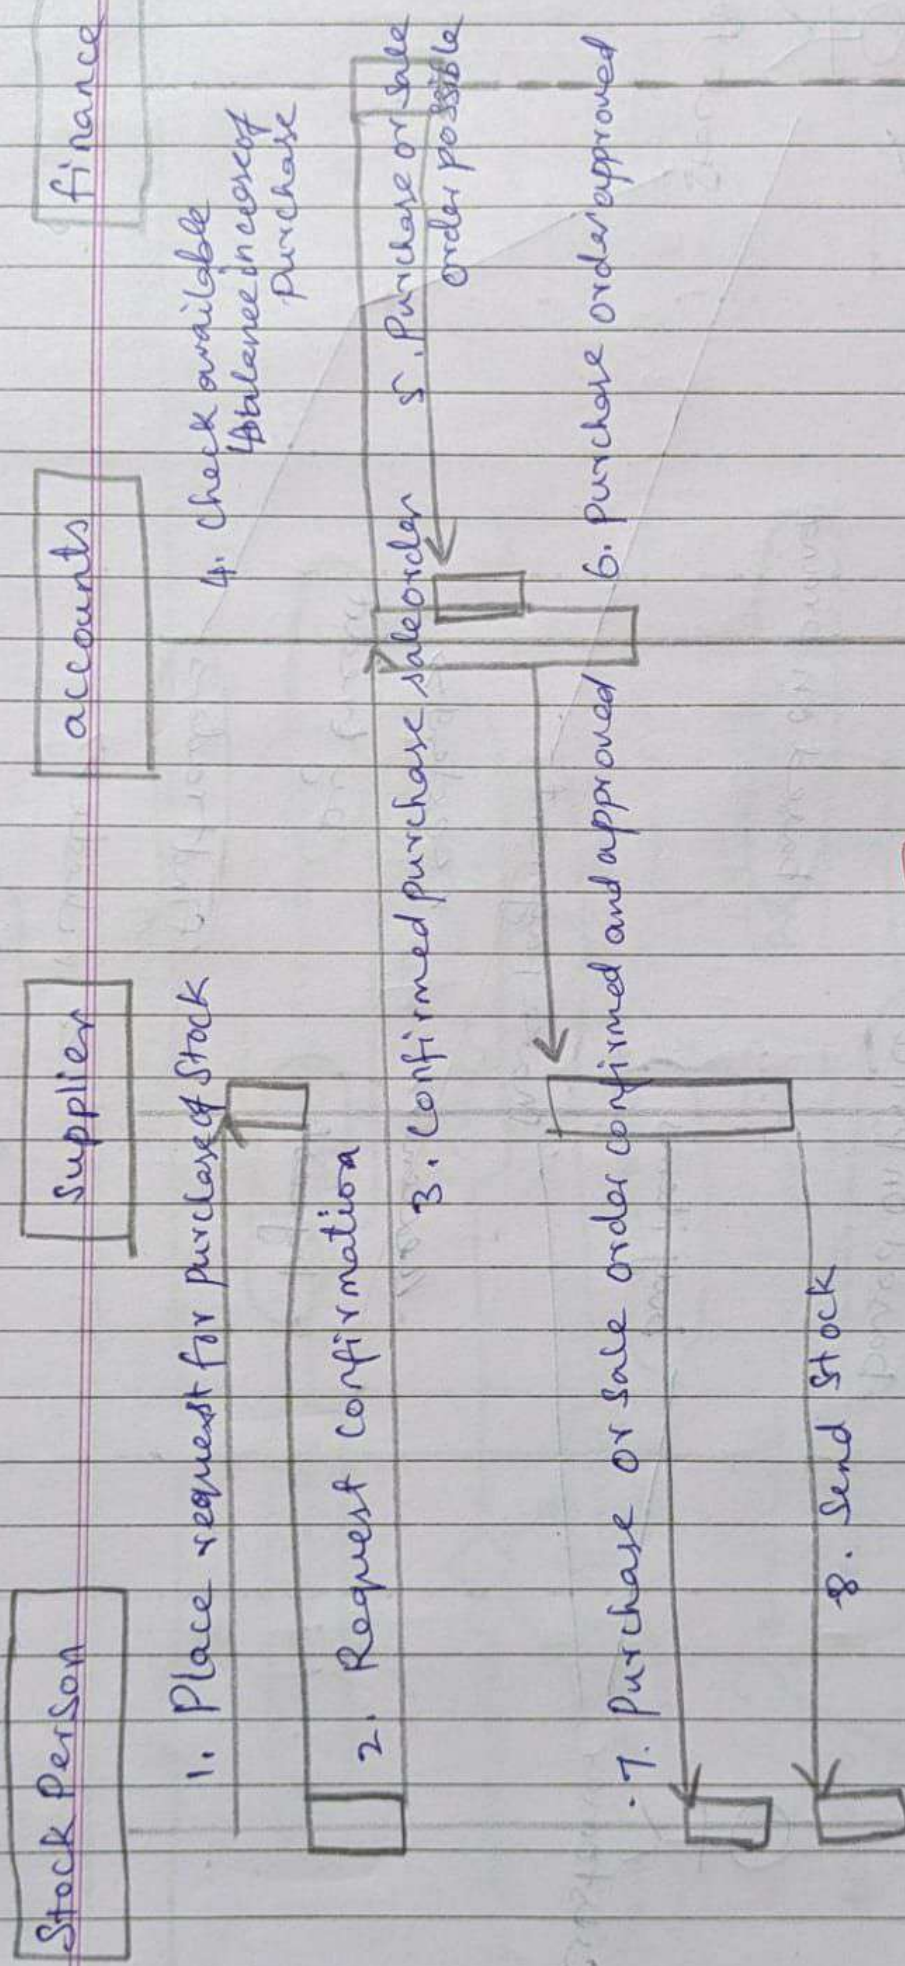 Stock Person
Supplier
accounts
finance
1. Place request for purchase of Stock
2. Request Confirmation
3. Confirmed purchase sale order
4. Check available
balance in case of
purchase
5. Purchase or Sale
order possible
6. Purchase order approved
7. Purchase or Sale order confirmed and approved
8. Send Stock